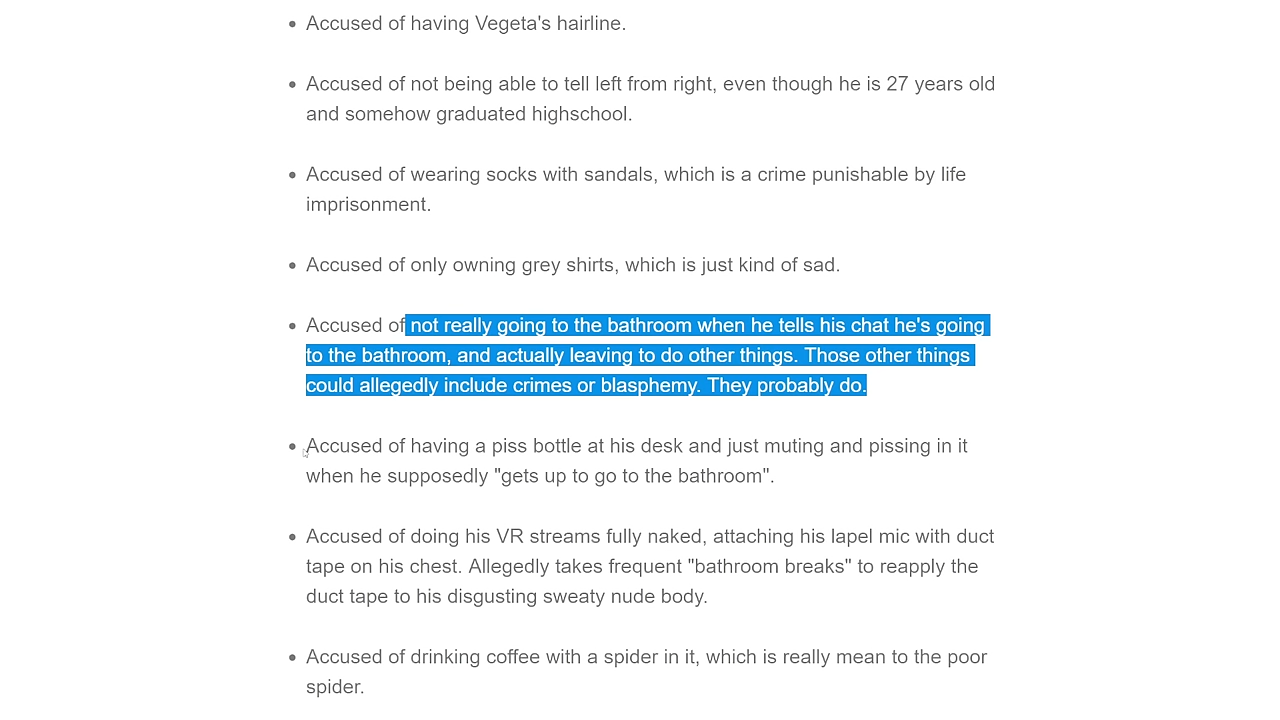 Accused of having Vegeta's hairline.
Accused of not being able to tell left from right, even though he is 27 years old
and somehow graduated highschool.
Accused of wearing socks with sandals, which is a crime punishable by life
imprisonment.
Accused of only owning grey shirts, which is just kind of sad.
Accused of not really going to the bathroom when he tells his chat he's going
to the bathroom, and actually leaving to do other things. Those other things
could allegedly include crimes or blasphemy. They probably do.
Accused of having a piss bottle at his desk and just muting and pissing in it
when he supposedly "gets up to go to the bathroom".
Accused of doing his VR streams fully naked, attaching his lapel mic with duct
tape on his chest. Allegedly takes frequent "bathroom breaks" to reapply the
duct tape to his disgusting sweaty nude body.
Accused of drinking coffee with a spider in it, which is really mean to the poor
spider.